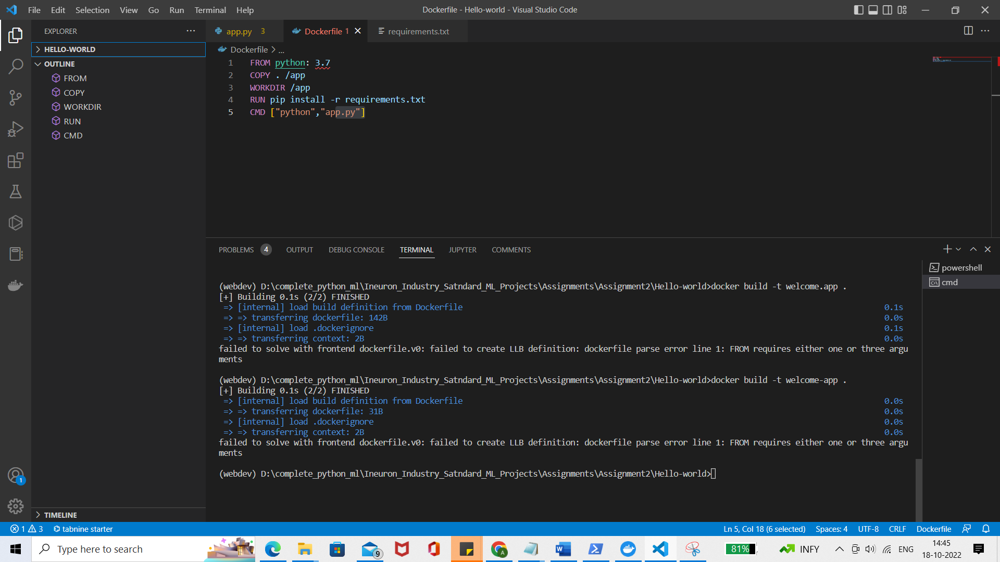 File Edit Selection View Go Run Terminal Help
Dockerfile - Hello-world - Visual Studio Code
EXPLORER
HELLO-WORLD
OUTLINE
FROM
COPY
WORKDIR
RUN
CMD
TIMELINE
app.py 3
Dockerfile 1
requirements.txt
Dockerfile > ...
1 FROM python: 3.7
2 COPY . /app
3 WORKDIR /app
4 RUN pip install -r requirements.txt
5 CMD ["python","app.py"]
PROBLEMS 4 OUTPUT DEBUG CONSOLE TERMINAL JUPYTER COMMENTS
powershell
cmd
(webdev) D:\complete_python_ml\Ineuron_Industry_Satndard_ML_Projects\Assignments\Assignment2\Hello-world>docker build -t welcome.app .
[+] Building 0.1s (2/2) FINISHED
=> [internal] load build definition from Dockerfile 0.1s
=> => transferring dockerfile: 142B 0.0s
=> [internal] load .dockerignore 0.1s
=> => transferring context: 2B 0.0s
failed to solve with frontend dockerfile.v0: failed to create LLB definition: dockerfile parse error line 1: FROM requires either one or three argu
ments
(webdev) D:\complete_python_ml\Ineuron_Industry_Satndard_ML_Projects\Assignments\Assignment2\Hello-world>docker build -t welcome-app .
[+] Building 0.1s (2/2) FINISHED
=> [internal] load build definition from Dockerfile 0.0s
=> => transferring dockerfile: 31B 0.0s
=> [internal] load .dockerignore 0.0s
=> => transferring context: 2B 0.0s
failed to solve with frontend dockerfile.v0: failed to create LLB definition: dockerfile parse error line 1: FROM requires either one or three argu
ments
(webdev) D:\complete_python_ml\Ineuron_Industry_Satndard_ML_Projects\Assignments\Assignment2\Hello-world>
1
1 3 tabnine starter
Ln 5, Col 18 (6 selected) Spaces: 4 UTF-8 CRLF Dockerfile
Type here to search
9
81%
INFY
ENG
14:45
18-10-2022